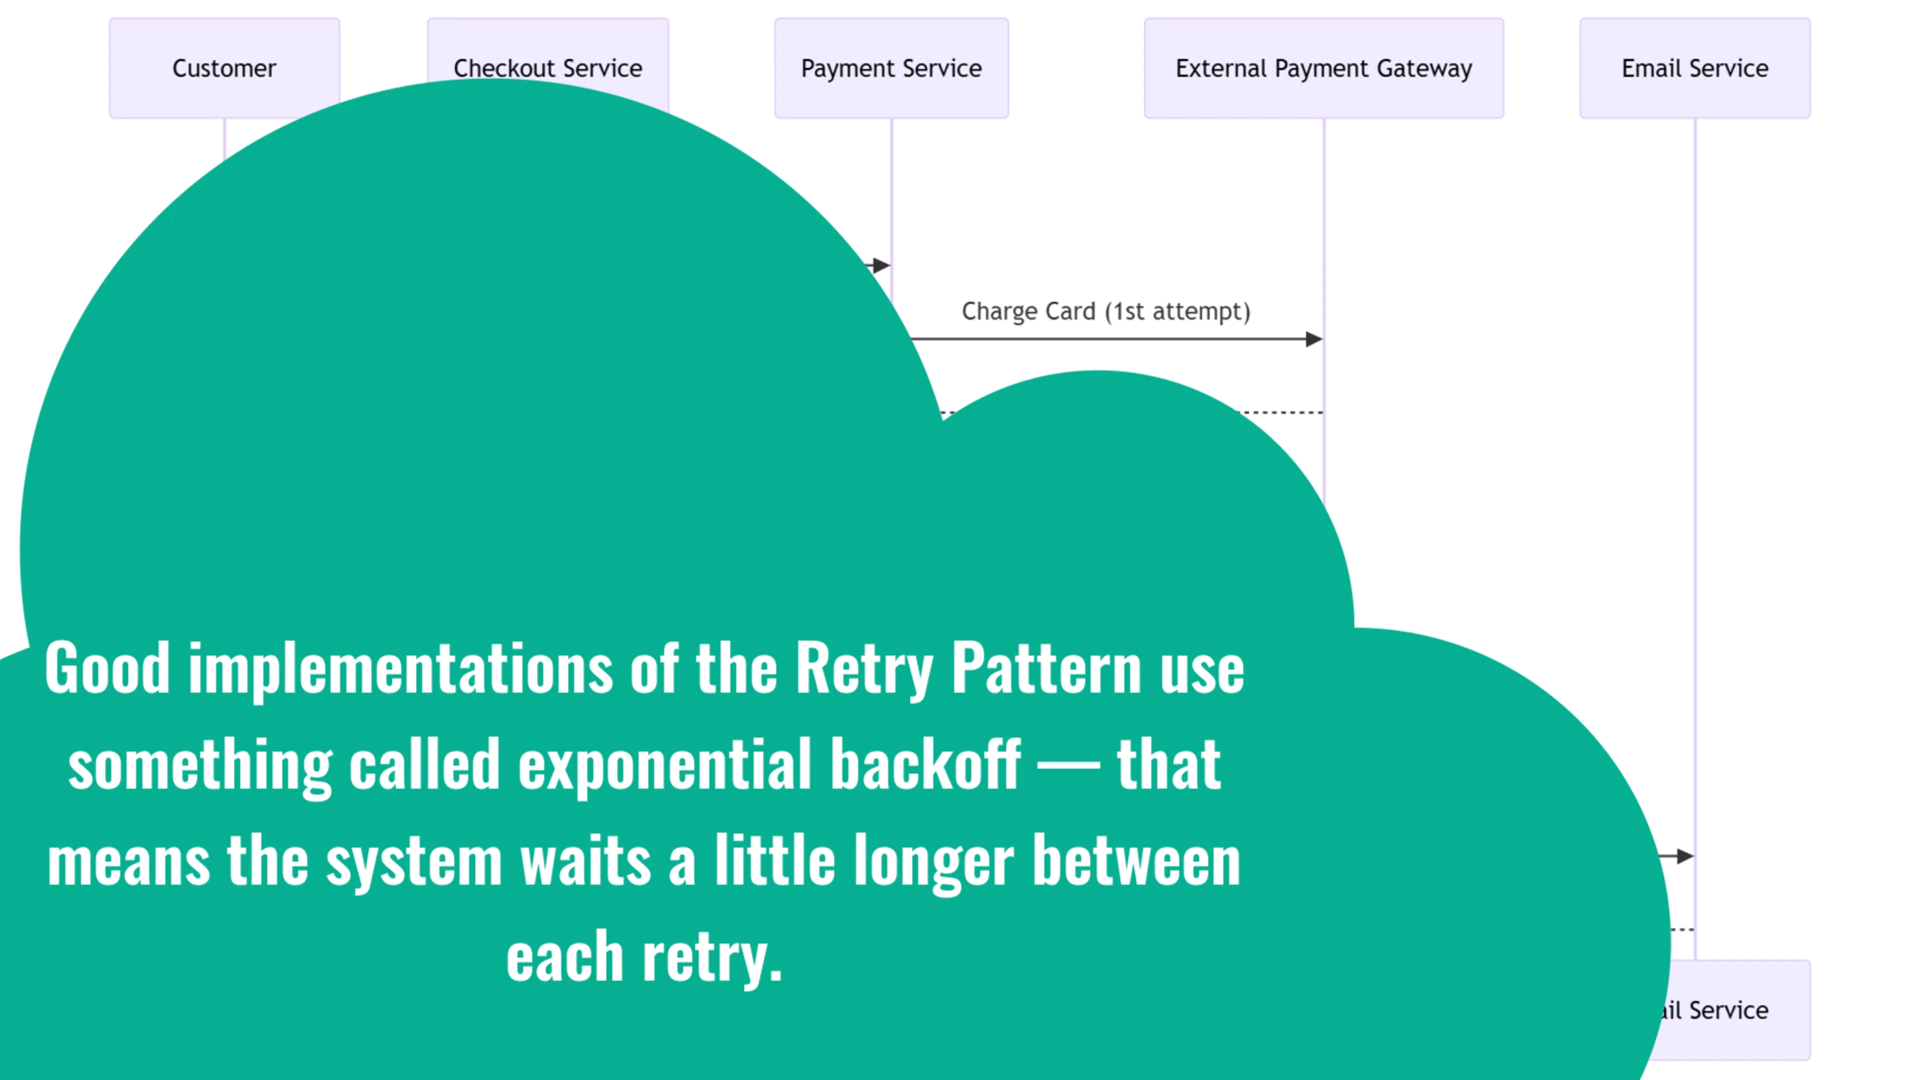 Customer
Checkout Service
Payment Service
External Payment Gateway
Email Service
Charge Card (1st attempt)
Good implementations of the Retry Pattern use
something called exponential backoff — that
means the system waits a little longer between
each retry.
ail Service